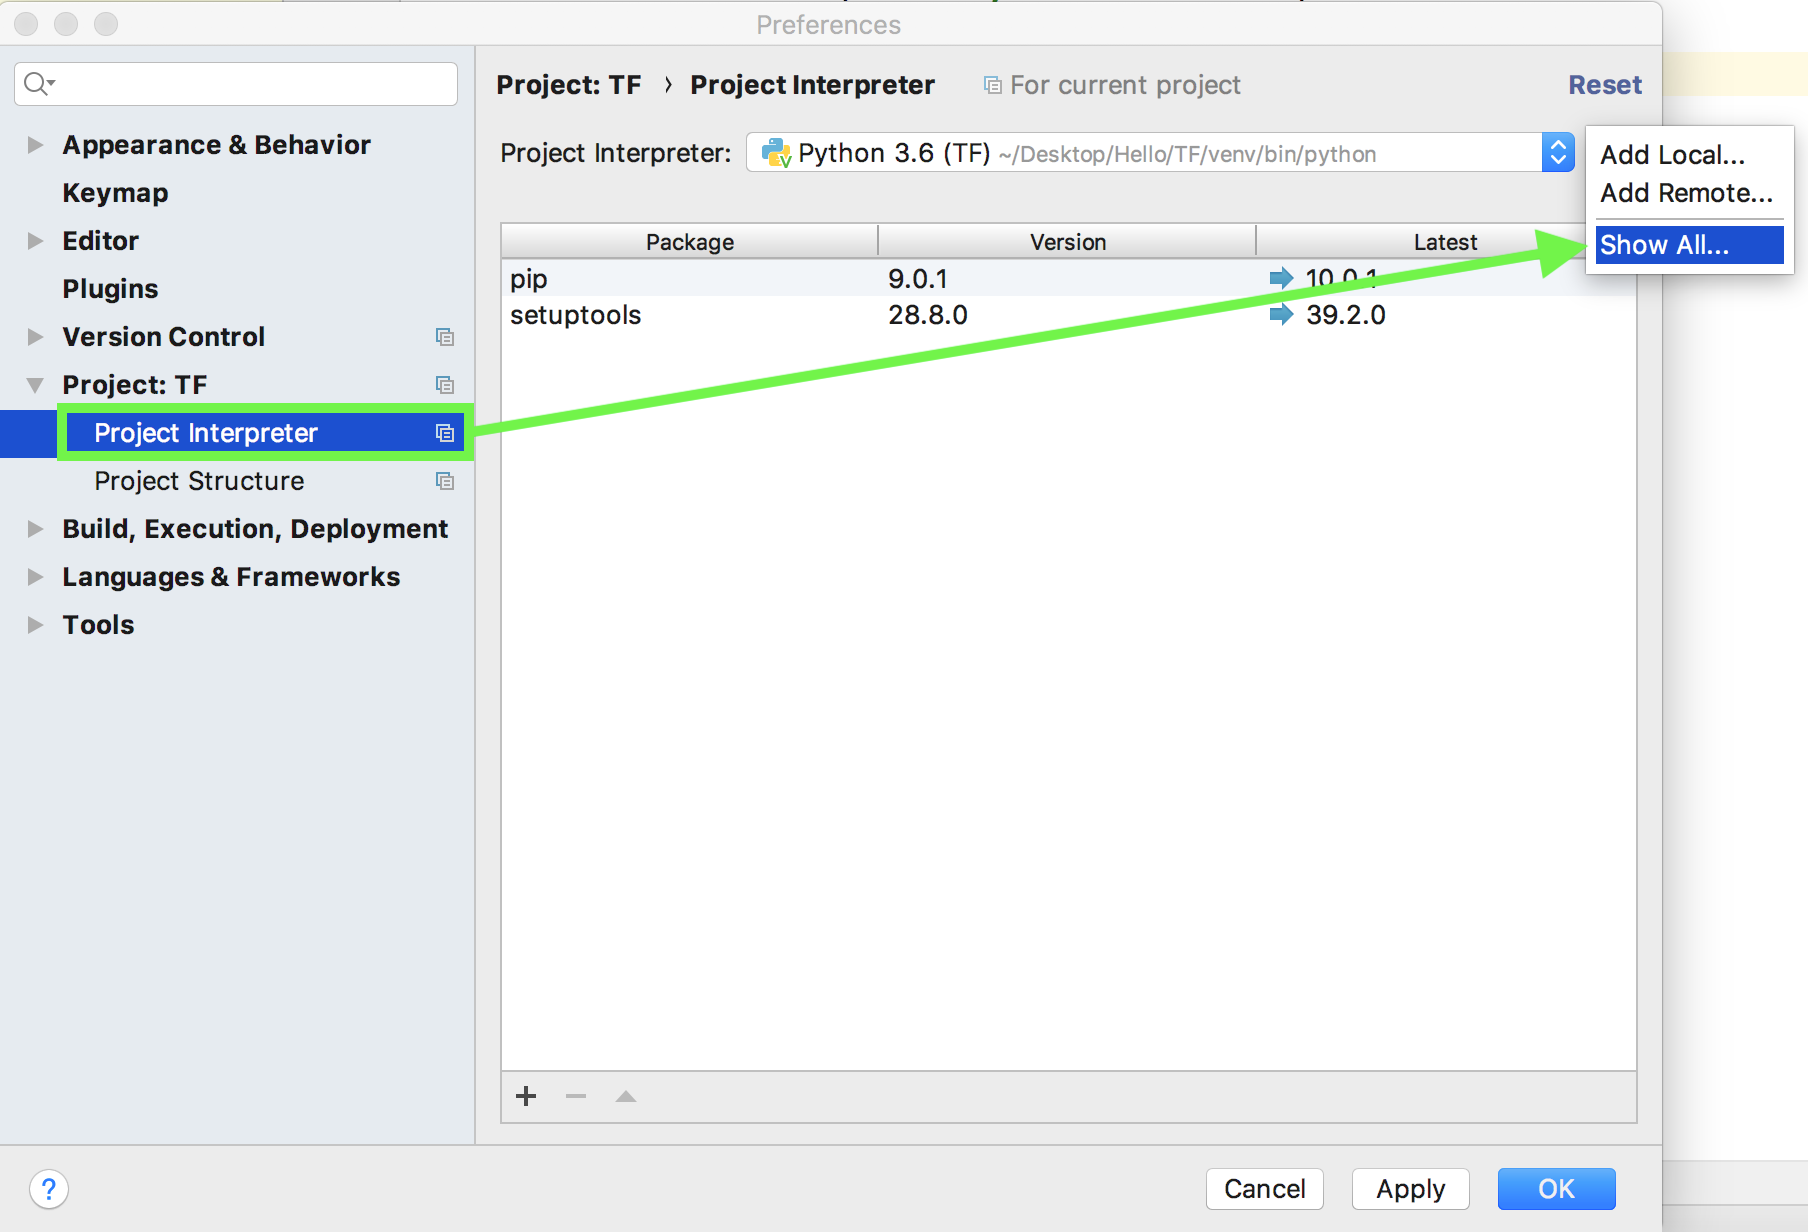 Preferences
Project: TF › Project Interpreter For current project Reset
Project Interpreter: Python 3.6 (TF) ~/Desktop/Hello/TF/venv/bin/python
Add Local...
Add Remote...
Show All...
Appearance & Behavior
Keymap
Editor
Plugins
Version Control
Project: TF
Project Interpreter
Project Structure
Build, Execution, Deployment
Languages & Frameworks
Tools
Package Version Latest
pip 9.0.1 10.0.1
setuptools 28.8.0 39.2.0
? Cancel Apply OK